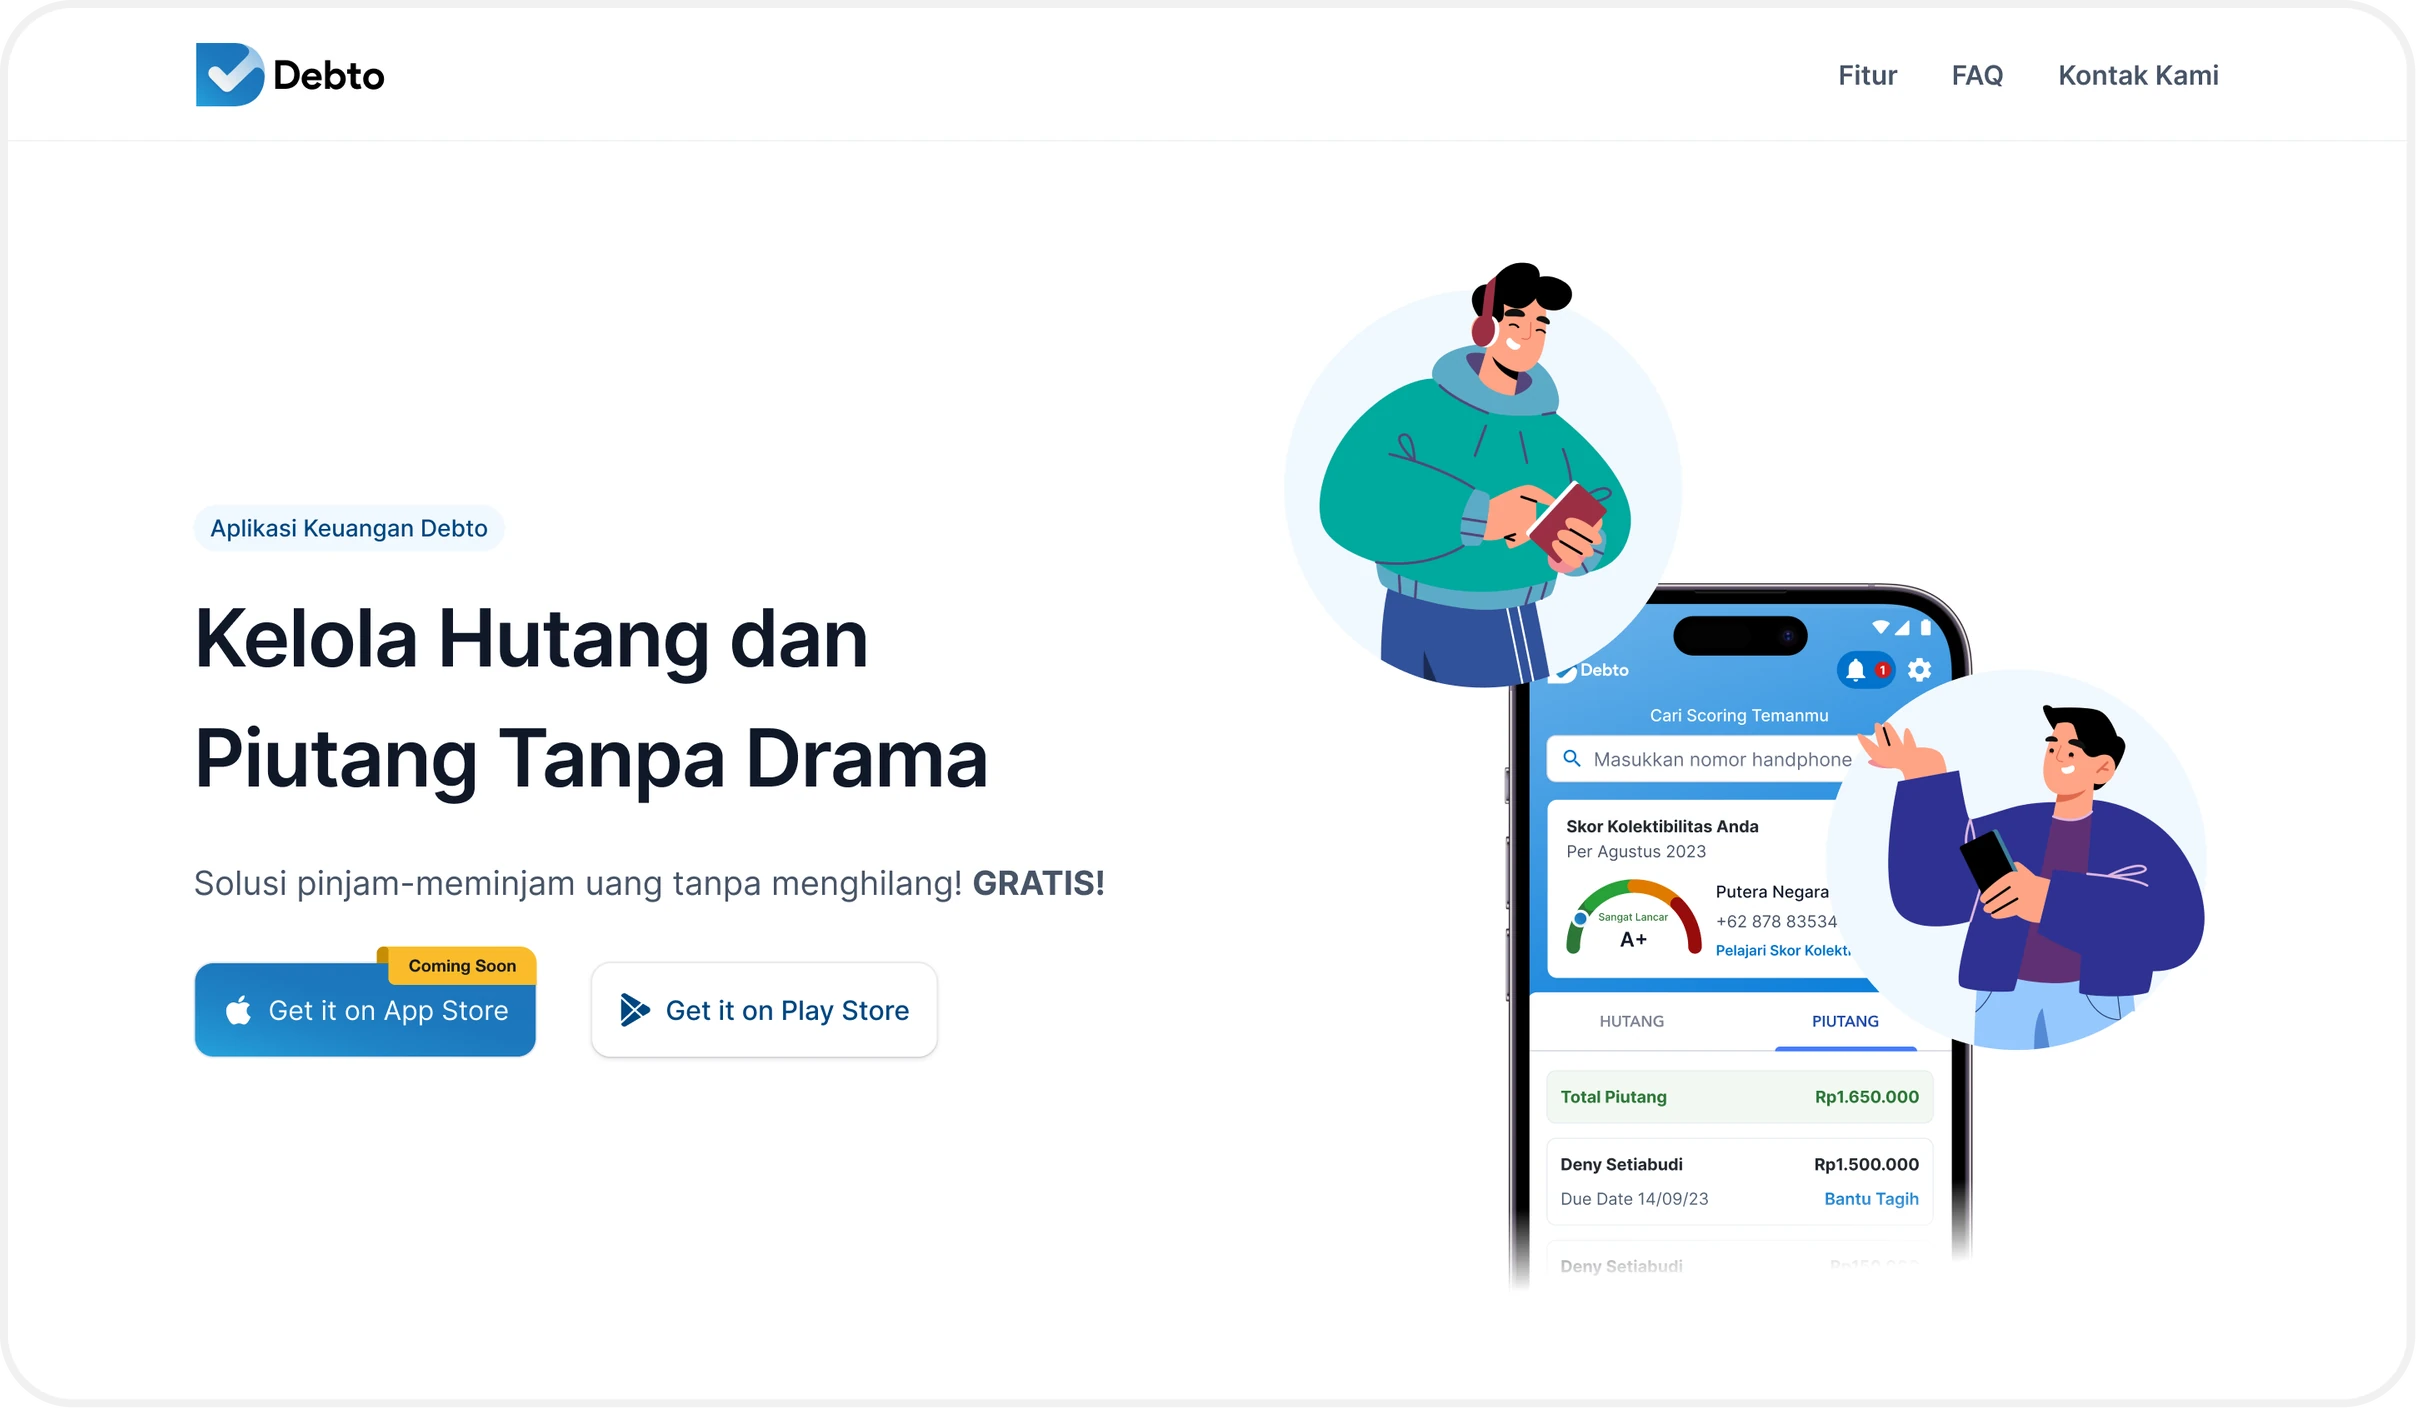 Debto
Fitur
FAQ
Kontak Kami
Aplikasi Keuangan Debto
Kelola Hutang dan
Piutang Tanpa Drama
Solusi pinjam-meminjam uang tanpa menghilang! GRATIS!
Coming Soon
Get it on App Store
Get it on Play Store
Debto
1
Cari Scoring Temanmu
Masukkan nomor handphone
Skor Kolektibilitas Anda
Per Agustus 2023
Sangat Lancar
A+
Putera Negara
+62 878 83534
Pelajari Skor
HUTANG
PIUTANG
Total Piutang Rp1.650.000
Deny Setiabudi Rp1.500.000
Due Date 14/09/23 Bantu Tagih
Deny Setiabudi